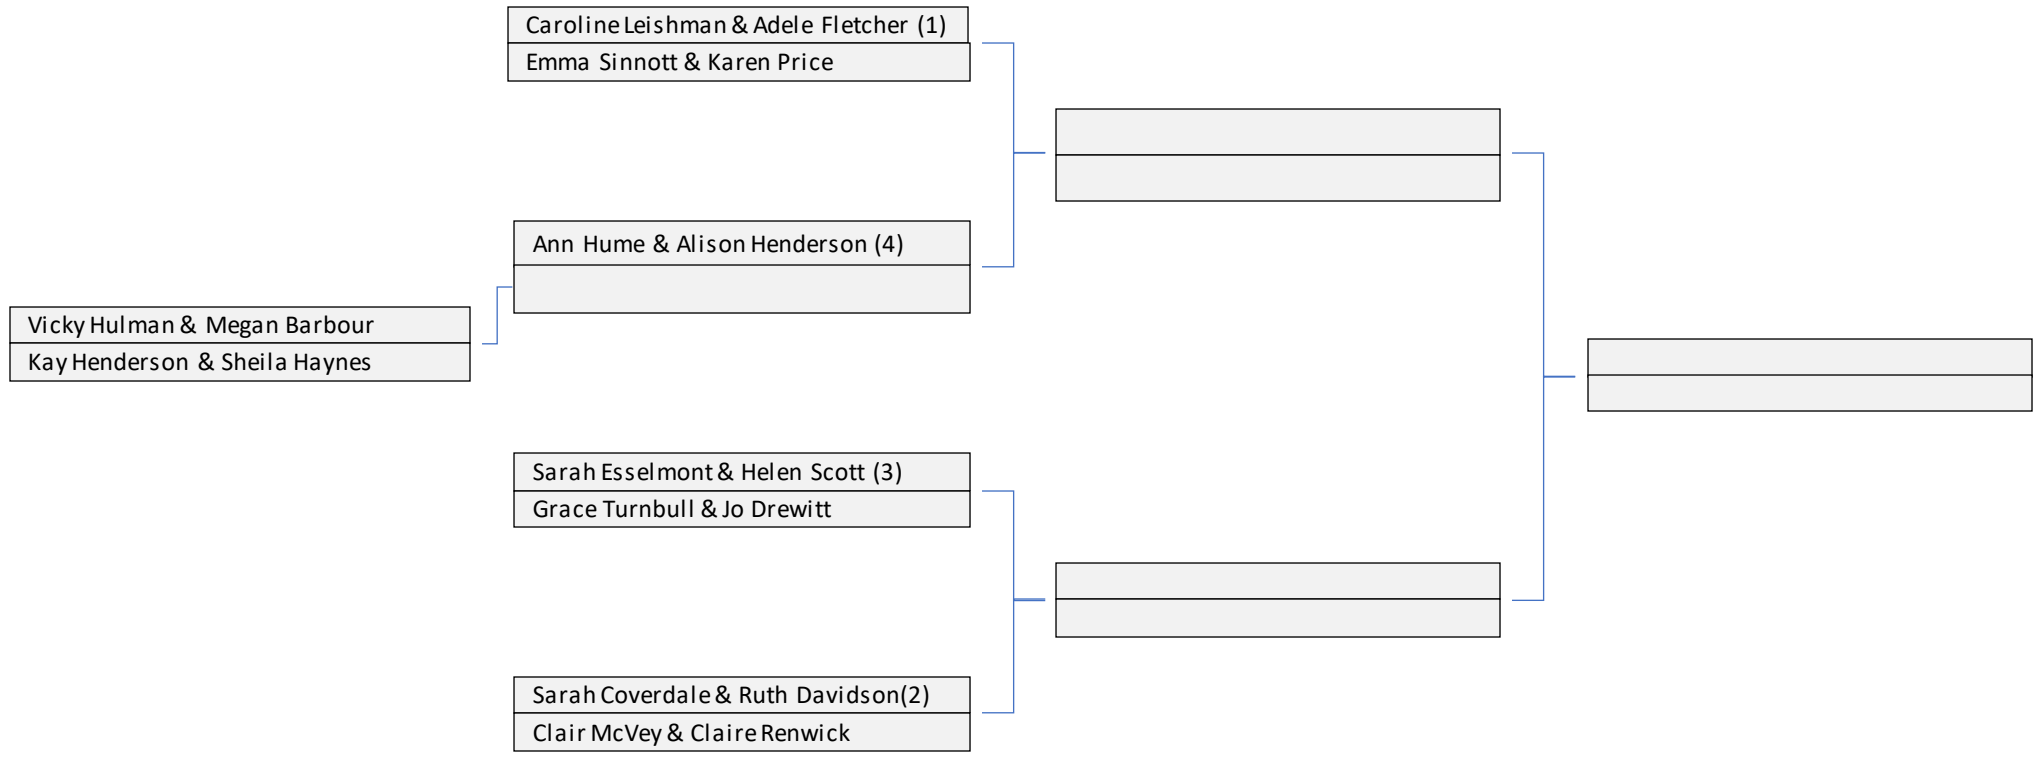 Caroline Leishman & Adele Fletcher (1)
Emma Sinnott & Karen Price
Ann Hume & Alison Henderson (4)
Vicky Hulman & Megan Barbour
Kay Henderson & Sheila Haynes
Sarah Esselmont & Helen Scott (3)
Grace Turnbull & Jo Drewitt
Sarah Coverdale & Ruth Davidson(2)
Clair McVey & Claire Renwick